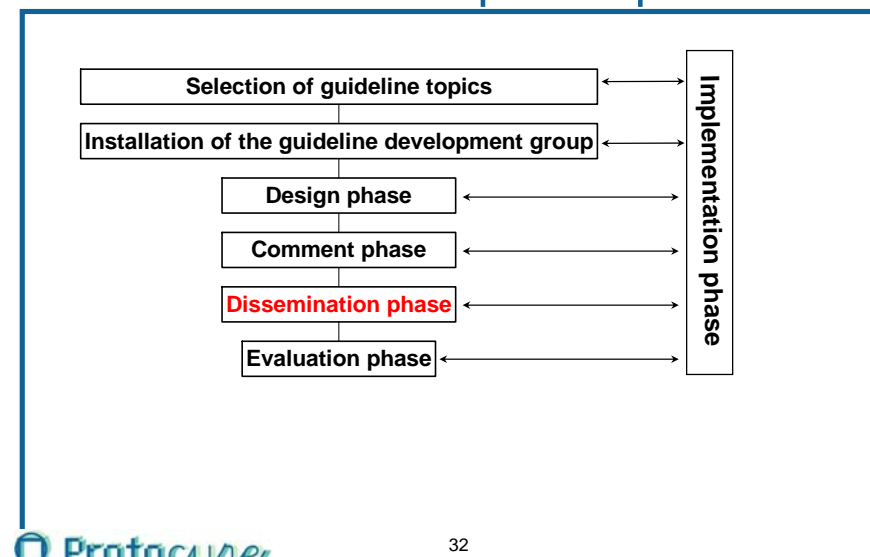 Selection of guideline topics
Installation of the guideline development group
Design phase
Comment phase
Dissemination phase
Evaluation phase
Implementation phase
32